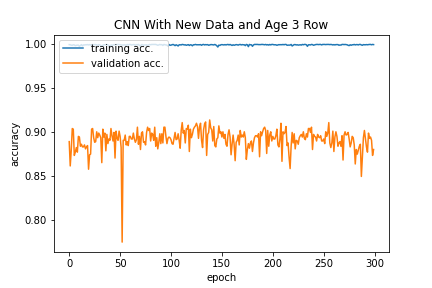 CNN With New Data and Age 3 Row
training acc.
validation acc.
accuracy
1.00
0.95
0.90
0.85
0.80
0
50
100
150
200
250
300
epoch